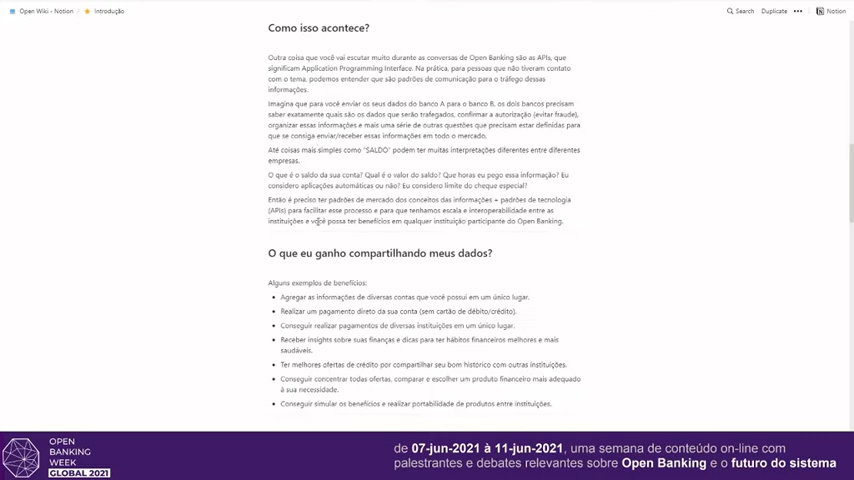 Open Wiki - Notion / Introdução
Search Duplicate ••• Notion
Como isso acontece?
Outra coisa que você vai escutar muito durante as conversas de Open Banking são as APIs, que
significam Application Programming Interface. Na prática, para pessoas que não tiveram contato
com o tema, podemos entender que são padrões de comunicação para o tráfego dessas
informações.
Imagina que para você enviar os seus dados do banco A para o banco B, os dois bancos precisam
saber exatamente quais são os dados que serão trafegados, confirmar a autorização (evitar fraude),
organizar essas informações e mais uma série de outras questões que precisam estar definidas para
que se consiga enviar/receber essas informações em todo o mercado.
Até coisas mais simples como "SALDO" podem ter muitas interpretações diferentes entre diferentes
empresas.
O que é o saldo da sua conta? Qual é o valor do saldo? Que horas eu pego essa informação? Eu
considero aplicações automáticas ou não? Eu considero limite do cheque especial?
Então é preciso ter padrões de mercado dos conceitos das informações + padrões de tecnologia
(APIs) para facilitar esse processo e para que tenhamos escala e interoperabilidade entre as
instituições e você possa ter benefícios em qualquer instituição participante do Open Banking.
O que eu ganho compartilhando meus dados?
Alguns exemplos de benefícios:
• Agregar as informações de diversas contas que você possui em um único lugar.
• Realizar um pagamento direto da sua conta (sem cartão de débito/crédito).
• Conseguir realizar pagamentos de diversas instituições em um único lugar.
• Receber insights sobre suas finanças e dicas para ter hábitos financeiros melhores e mais
saudáveis.
• Ter melhores ofertas de crédito por compartilhar seu bom histórico com outras instituições.
• Conseguir concentrar todas ofertas, comparar e escolher um produto financeiro mais adequado
à sua necessidade.
• Conseguir simular os benefícios e realizar portabilidade de produtos entre instituições.
OPEN
BANKING
WEEK
GLOBAL 2021
de 07-jun-2021 à 11-jun-2021, uma semana de conteúdo on-line com
palestrantes e debates relevantes sobre Open Banking e o futuro do sistema